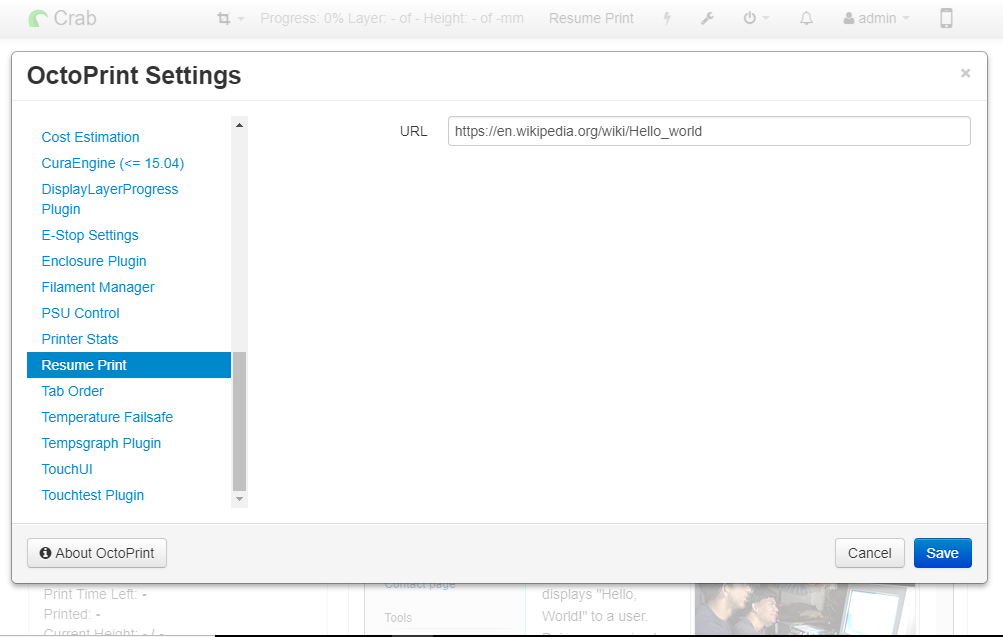 Crab
Progress: 0% Layer: - of - Height: - of -mm
Resume Print
admin
OctoPrint Settings
×
Cost Estimation
CuraEngine (<= 15.04)
DisplayLayerProgress
Plugin
E-Stop Settings
Enclosure Plugin
Filament Manager
PSU Control
Printer Stats
Resume Print
Tab Order
Temperature Failsafe
Tempsgraph Plugin
TouchUI
Touchtest Plugin
URL
https://en.wikipedia.org/wiki/Hello_world
About OctoPrint
Cancel
Save
Print Time Left: -
Printed: -
Current Height: - / -
Contact page
Tools
displays "Hello,
World!" to a user.